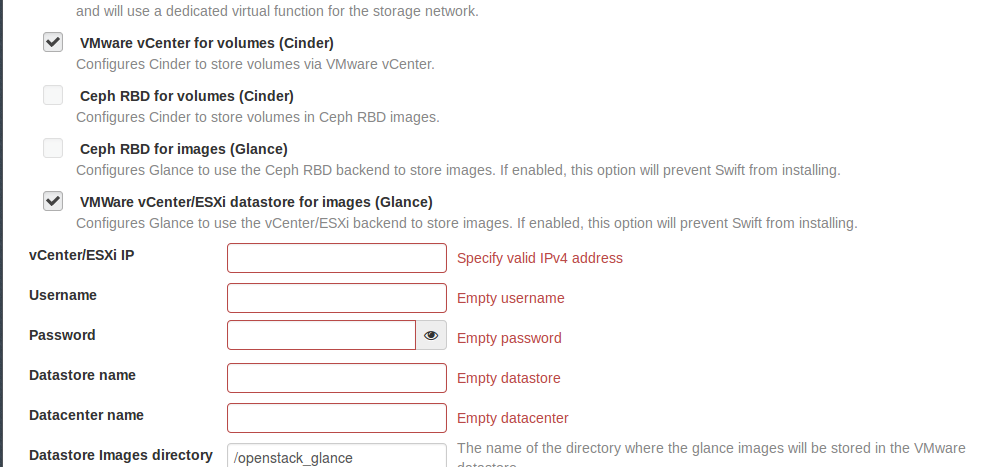 and will use a dedicated virtual function for the storage network.
VMware vCenter for volumes (Cinder)
Configures Cinder to store volumes via VMware vCenter.
Ceph RBD for volumes (Cinder)
Configures Cinder to store volumes in Ceph RBD images.
Ceph RBD for images (Glance)
Configures Glance to use the Ceph RBD backend to store images. If enabled, this option will prevent Swift from installing.
VMWare vCenter/ESXi datastore for images (Glance)
Configures Glance to use the vCenter/ESXi backend to store images. If enabled, this option will prevent Swift from installing.
vCenter/ESXi IP Specify valid IPv4 address
Username Empty username
Password Empty password
Datastore name Empty datastore
Datacenter name Empty datacenter
Datastore Images directory /openstack_glance The name of the directory where the glance images will be stored in the VMware
datastore.